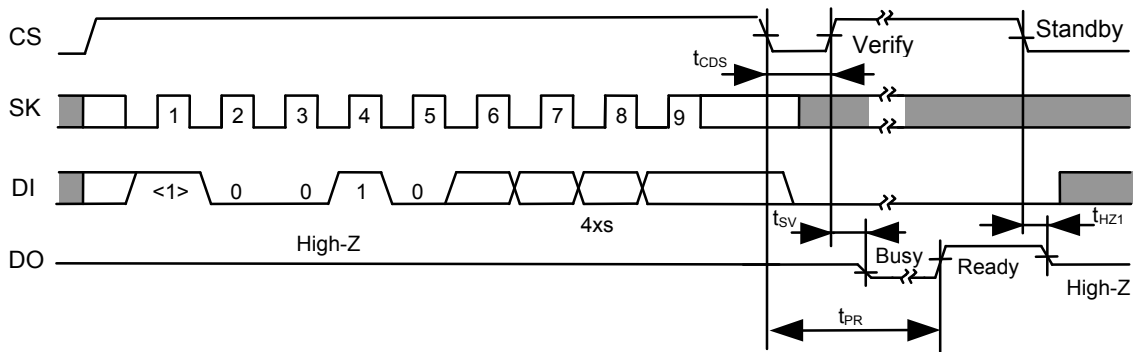 CS
Verify
Standby
tCDS
SK
1 2 3 4 5 6 7 8 9
DI
<1> 0 0 1 0
4xs
tSV
tHZ1
High-Z
DO
Busy
Ready
High-Z
tPR